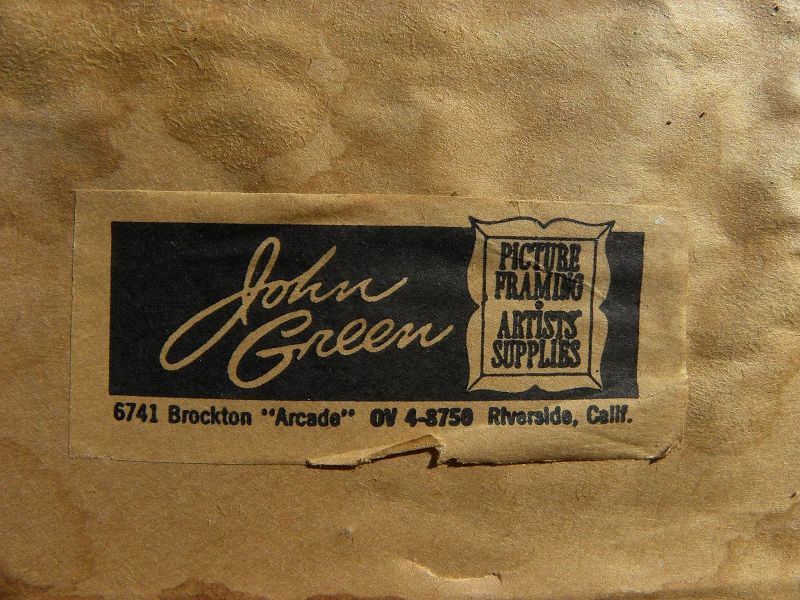 John
Green
PICTURE
FRAMING
•
ARTISTS
SUPPLIES
6741 Brockton "Arcade" OV 4-8750 Riverside, Calif.